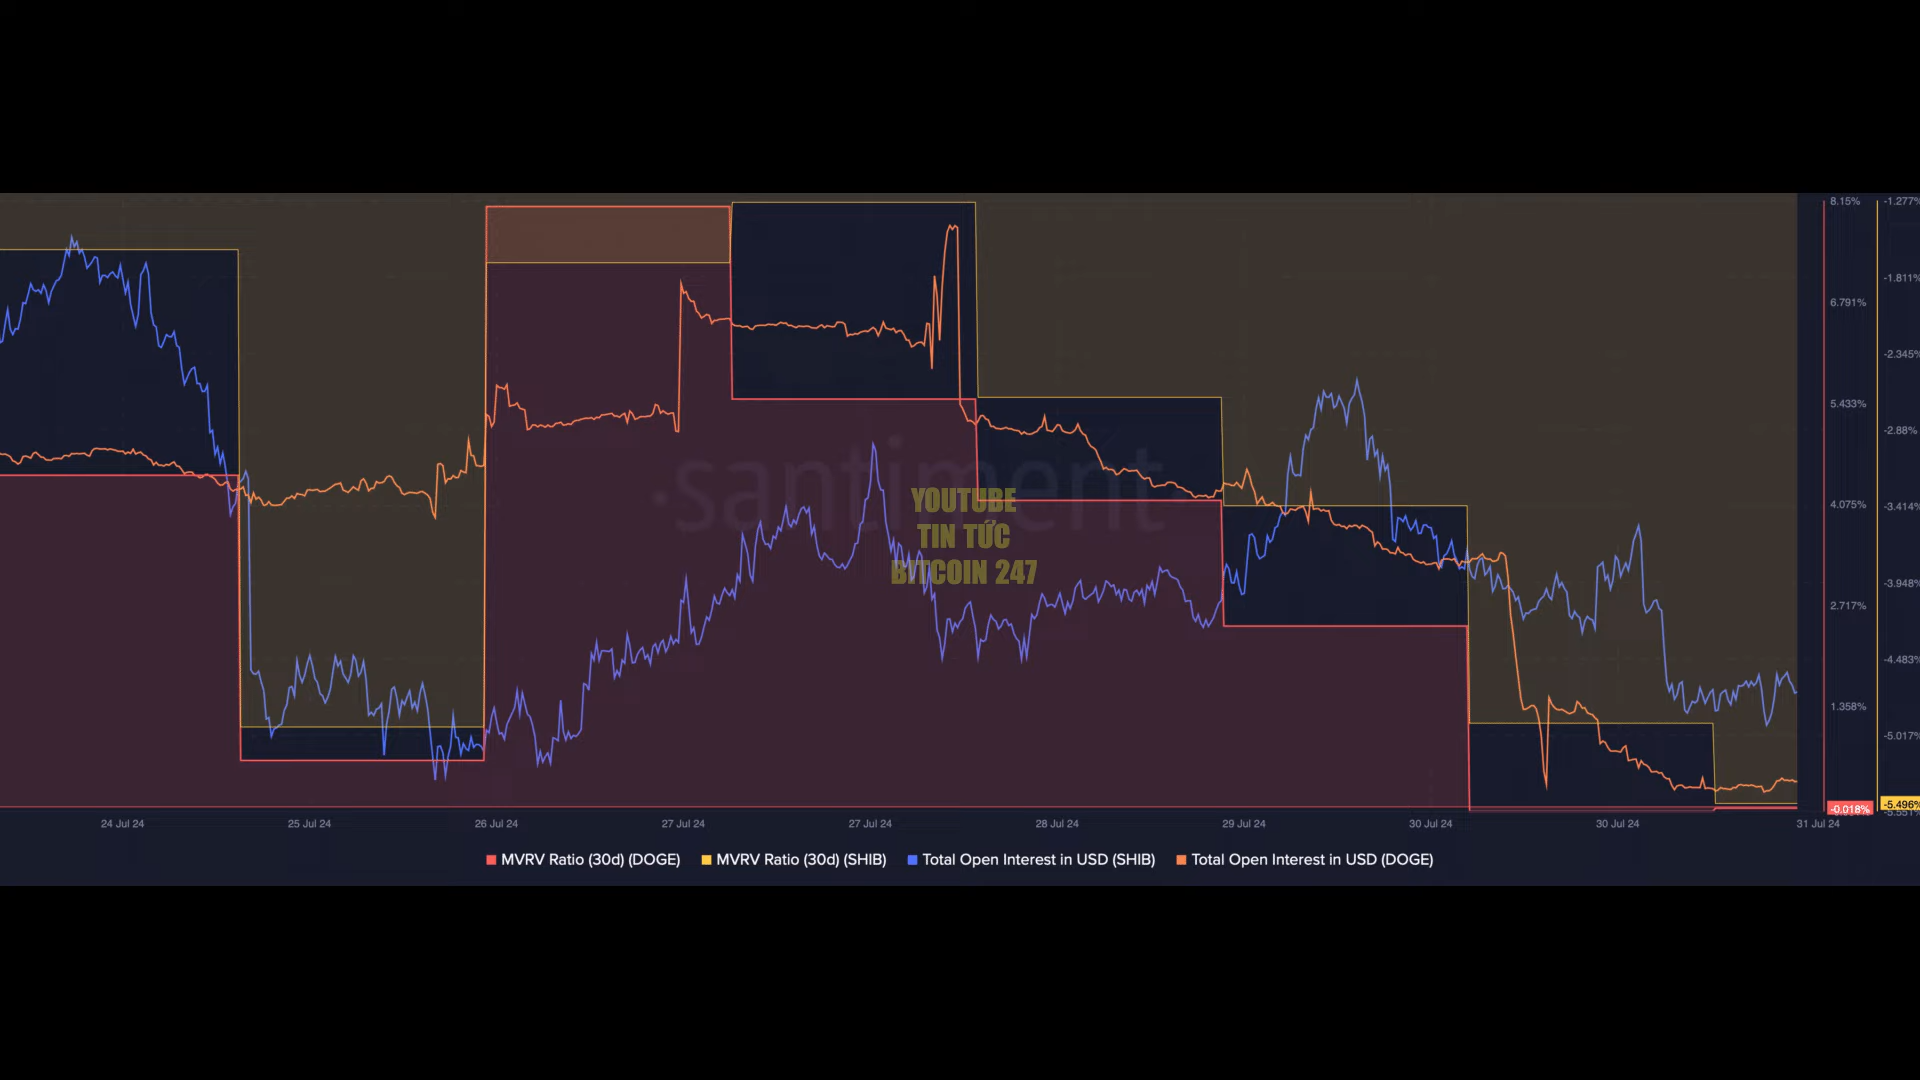 8.15%
-1.277%
-1.811%
6.791%
-2.345%
5.433%
-2.88%
·santiment·
YOUTUBE
TIN TỨC
BITCOIN 247
4.075%
-3.414%
-3.948%
2.717%
-4.483%
1.358%
-5.017%
-0.018%
-5.496%
-5.551%
24 Jul 24
25 Jul 24
26 Jul 24
27 Jul 24
27 Jul 24
28 Jul 24
29 Jul 24
30 Jul 24
30 Jul 24
31 Jul 24
MVRV Ratio (30d) (DOGE) MVRV Ratio (30d) (SHIB) Total Open Interest in USD (SHIB) Total Open Interest in USD (DOGE)